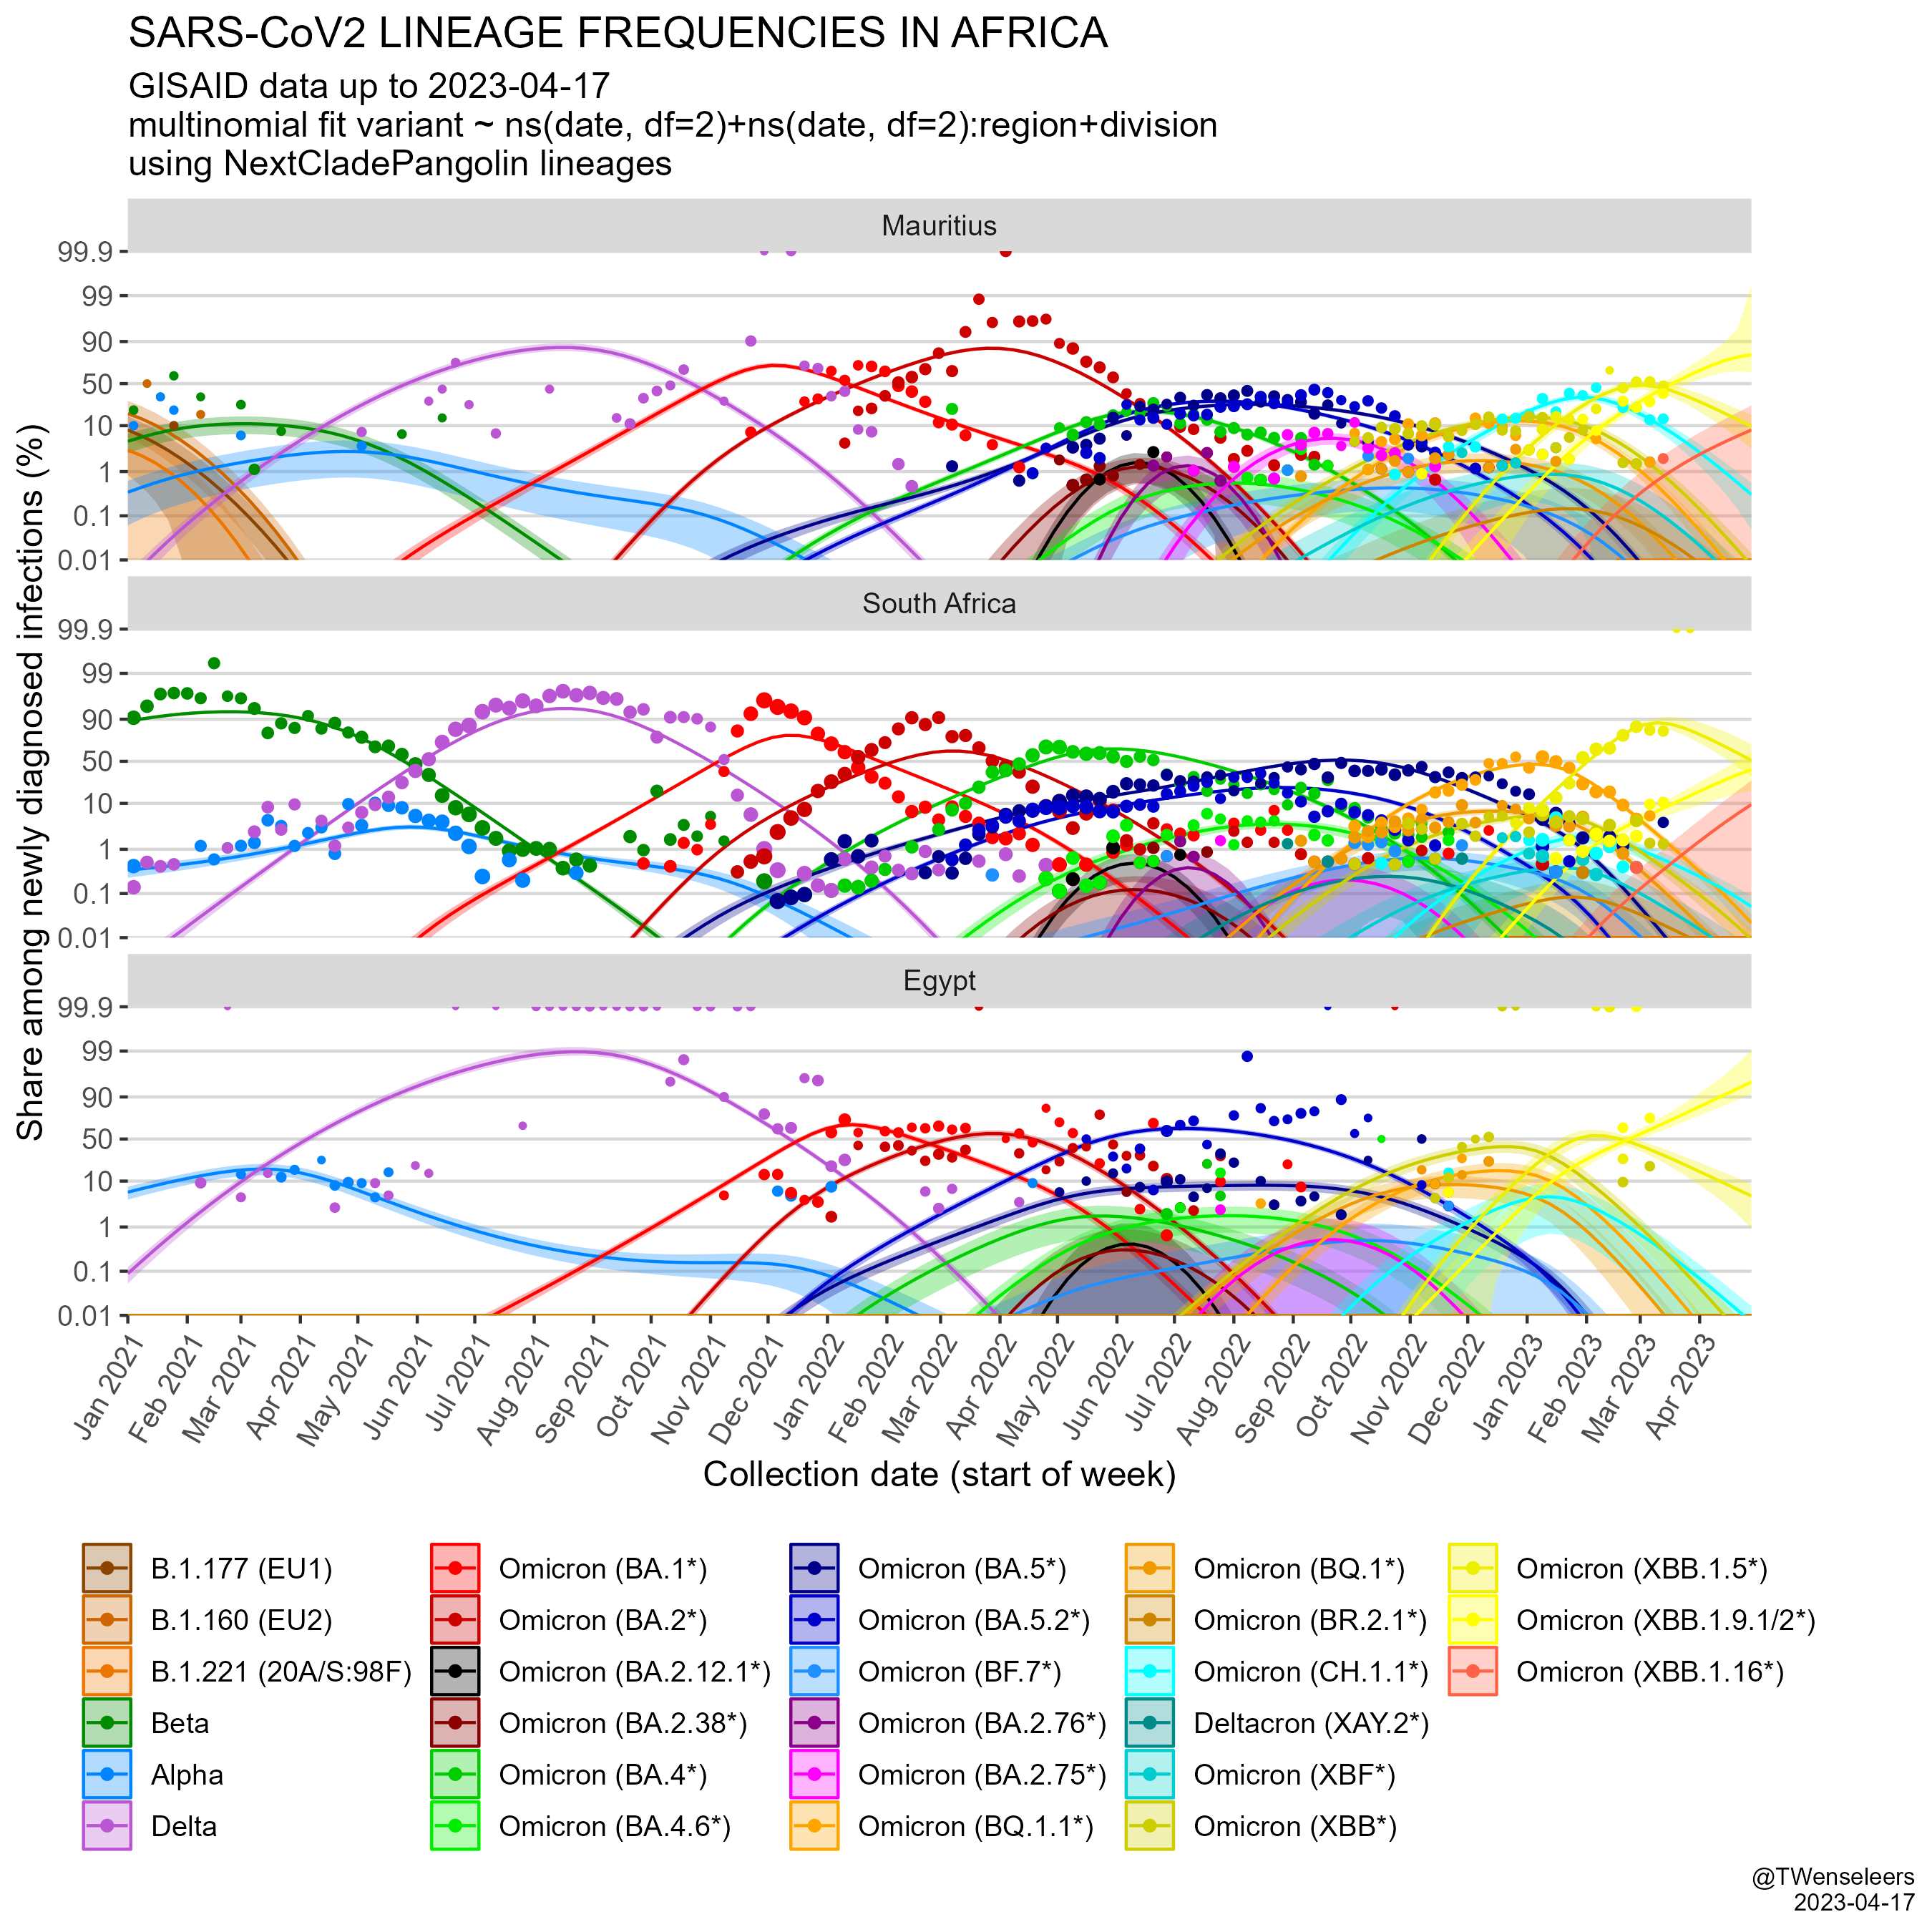 SARS-CoV2 LINEAGE FREQUENCIES IN AFRICA
GISAID data up to 2023-04-17
multinomial fit variant ~ ns(date, df=2)+ns(date, df=2):region+division
using NextCladePangolin lineages
Share among newly diagnosed infections (%)
Mauritius
99.9
99
90
50
10
1
0.1
0.01
South Africa
99.9
99
90
50
10
1
0.1
0.01
Egypt
99.9
99
90
50
10
1
0.1
0.01
Jan 2021
Feb 2021
Mar 2021
Apr 2021
May 2021
Jun 2021
Jul 2021
Aug 2021
Sep 2021
Oct 2021
Nov 2021
Dec 2021
Jan 2022
Feb 2022
Mar 2022
Apr 2022
May 2022
Jun 2022
Jul 2022
Aug 2022
Sep 2022
Oct 2022
Nov 2022
Dec 2022
Jan 2023
Feb 2023
Mar 2023
Apr 2023
Collection date (start of week)
B.1.177 (EU1)
B.1.160 (EU2)
B.1.221 (20A/S:98F)
Beta
Alpha
Delta
Omicron (BA.1*)
Omicron (BA.2*)
Omicron (BA.2.12.1*)
Omicron (BA.2.38*)
Omicron (BA.4*)
Omicron (BA.4.6*)
Omicron (BA.5*)
Omicron (BA.5.2*)
Omicron (BF.7*)
Omicron (BA.2.76*)
Omicron (BA.2.75*)
Omicron (BQ.1.1*)
Omicron (BQ.1*)
Omicron (BR.2.1*)
Omicron (CH.1.1*)
Deltacron (XAY.2*)
Omicron (XBF*)
Omicron (XBB*)
Omicron (XBB.1.5*)
Omicron (XBB.1.9.1/2*)
Omicron (XBB.1.16*)
@TWenseleers
2023-04-17